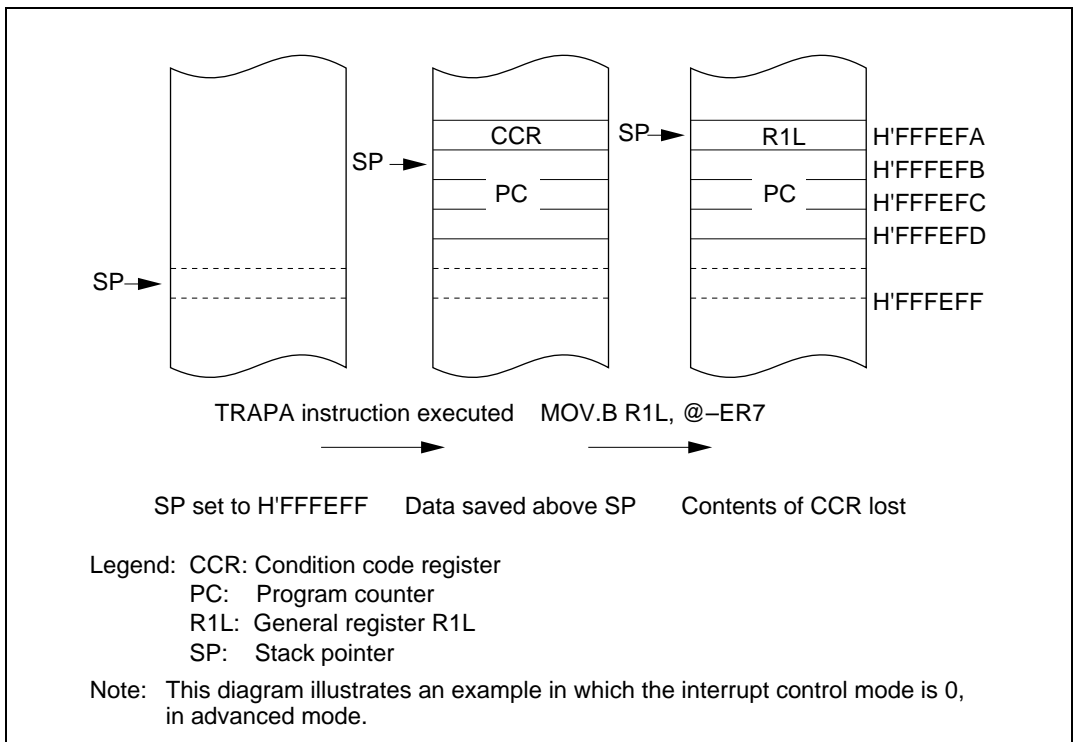 CCR
SP
R1L
H'FFFEFA
SP
H'FFFEFB
PC
PC
H'FFFEFC
H'FFFEFD
SP
H'FFFEFF
TRAPA instruction executed
MOV.B R1L, @–ER7
SP set to H'FFFEFF
Data saved above SP
Contents of CCR lost
Legend: CCR: Condition code register
PC: Program counter
R1L: General register R1L
SP: Stack pointer
Note: This diagram illustrates an example in which the interrupt control mode is 0,
in advanced mode.